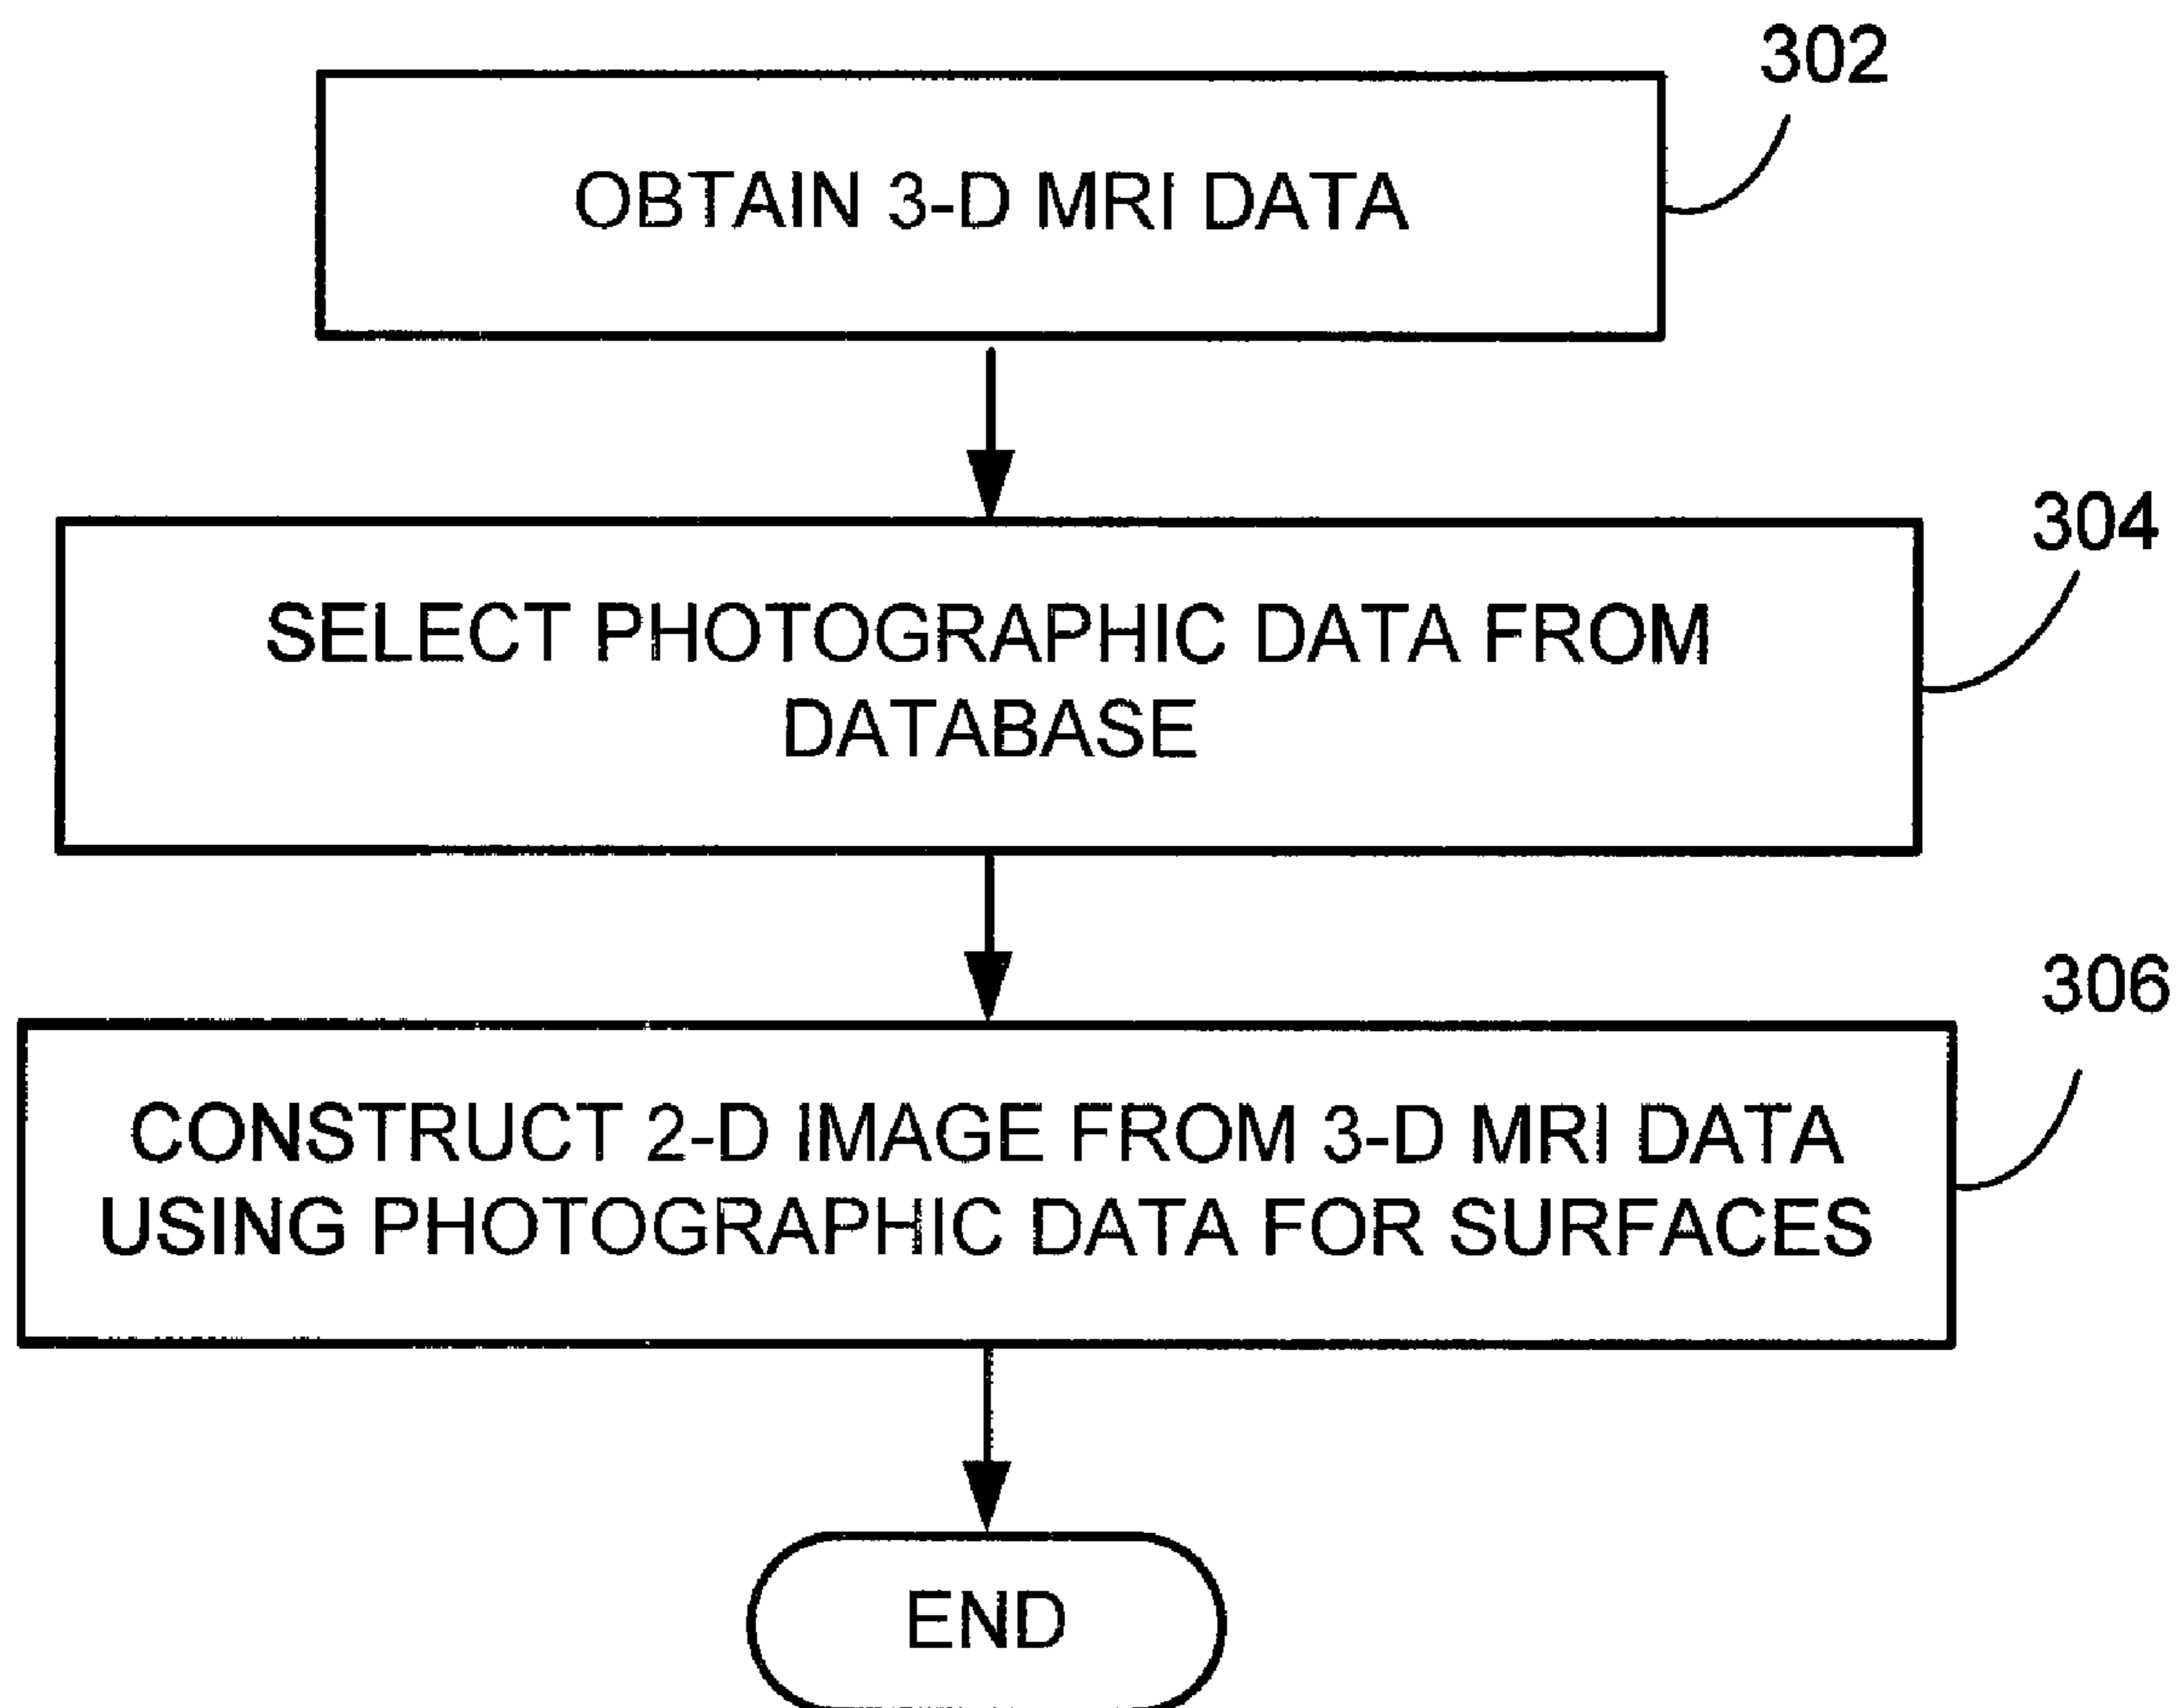 302
OBTAIN 3-D MRI DATA
304
SELECT PHOTOGRAPHIC DATA FROM
DATABASE
306
CONSTRUCT 2-D IMAGE FROM 3-D MRI DATA
USING PHOTOGRAPHIC DATA FOR SURFACES
END